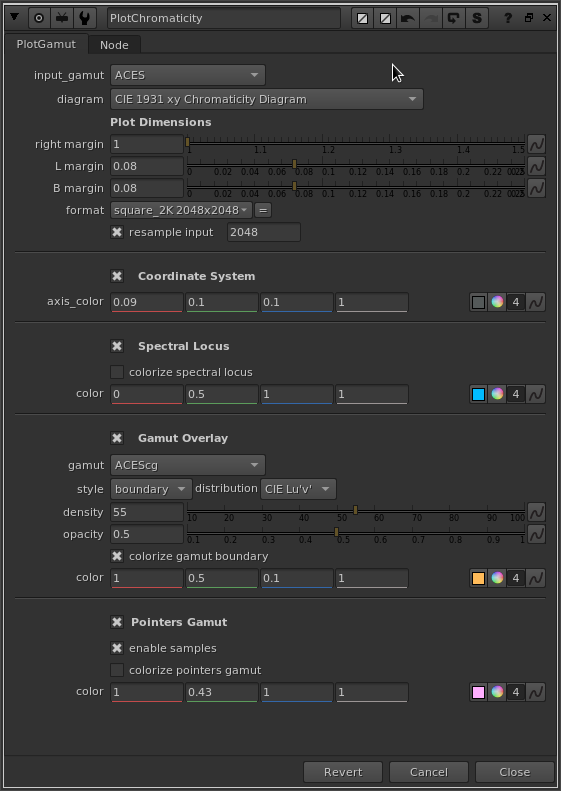 PlotChromaticity S ?
PlotGamut Node
input_gamut ACES
diagram CIE 1931 xy Chromaticity Diagram
Plot Dimensions
right margin 1 1 1.1 1.2 1.3 1.4 1.5
L margin 0.08 0 0.02 0.04 0.06 0.08 0.1 0.12 0.14 0.16 0.18 0.2 0.22
B margin 0.08 0 0.02 0.04 0.06 0.08 0.1 0.12 0.14 0.16 0.18 0.2 0.22
format square_2K 2048x2048 =
resample input 2048
Coordinate System
axis_color 0.09 0.1 0.1 1 4
Spectral Locus
colorize spectral locus
color 0 0.5 1 1 4
Gamut Overlay
gamut ACEScg
style boundary distribution CIE Lu'v'
density 55 10 20 30 40 50 60 70 80 90 100
opacity 0.5 0.1 0.2 0.3 0.4 0.5 0.6 0.7 0.8 0.9 1
colorize gamut boundary
color 1 0.5 0.1 1 4
Pointers Gamut
enable samples
colorize pointers gamut
color 1 0.43 1 1 4
Revert Cancel Close